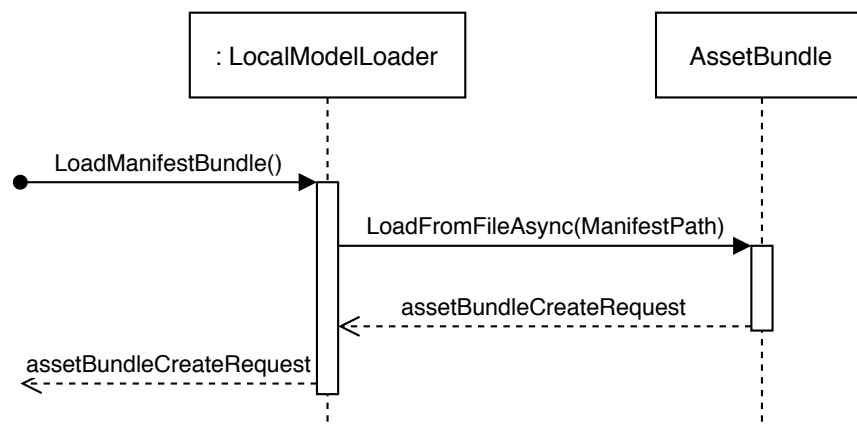 : LocalModelLoader
AssetBundle
LoadManifestBundle()
LoadFromFileAsync(ManifestPath)
assetBundleCreateRequest
assetBundleCreateRequest